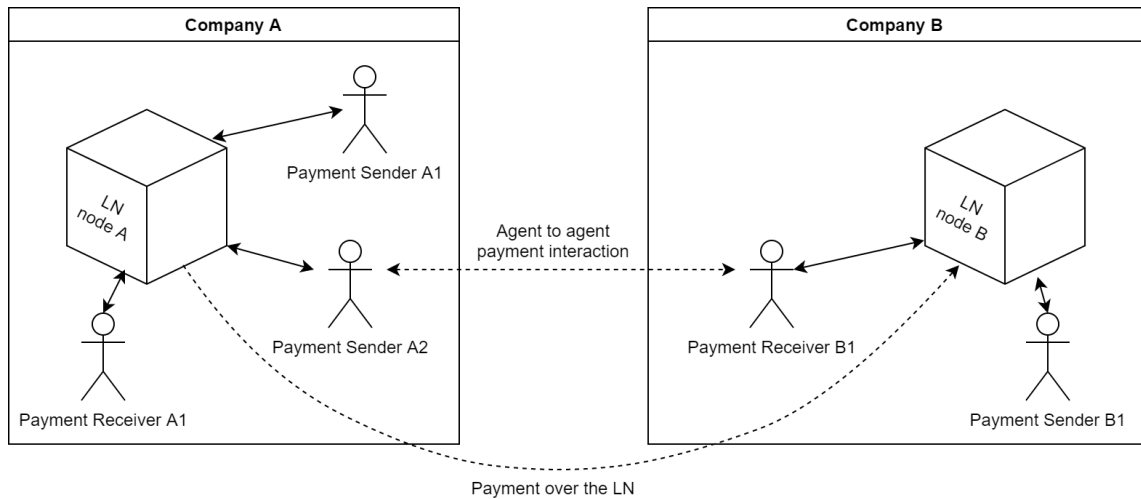 Company A
Company B
Payment Sender A1
LN
node A
Payment Sender A2
Payment Receiver A1
Agent to agent
payment interaction
LN
node B
Payment Receiver B1
Payment Sender B1
Payment over the LN